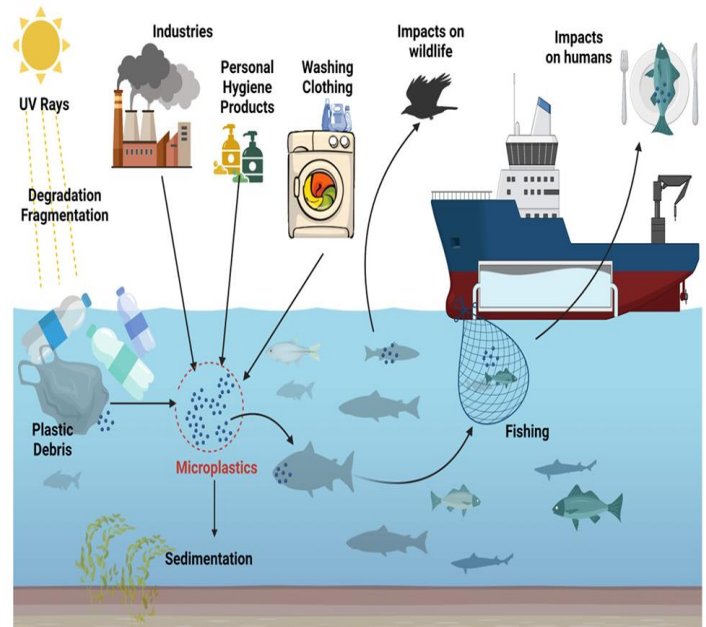 Industries
Impacts on
wildlife
Impacts
on humans
Personal
Hygiene
Products
Washing
Clothing
UV Rays
Degradation
Fragmentation
Plastic
Debris
Microplastics
Fishing
Sedimentation